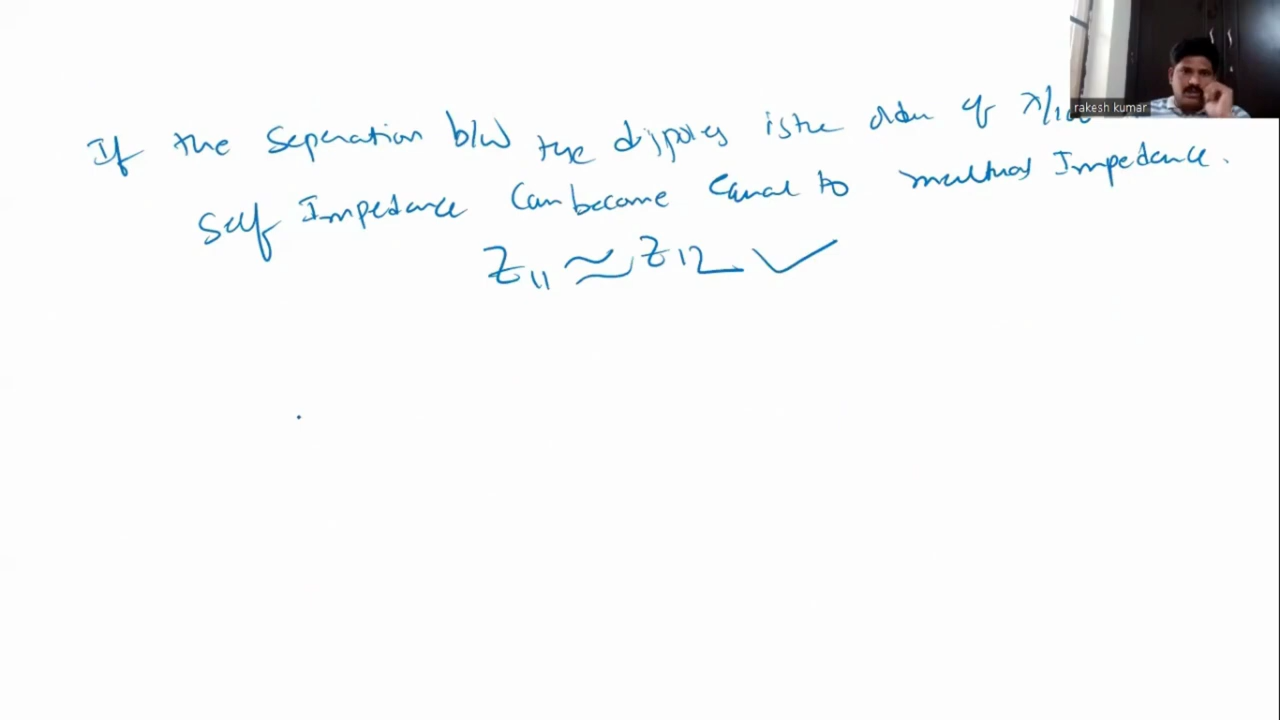 rakesh kumar
If the seperation b/w the dipoles is the order of λ/100
Self Impedance can become equal to mutual Impedance.
Z11 ≈ Z12 ✓